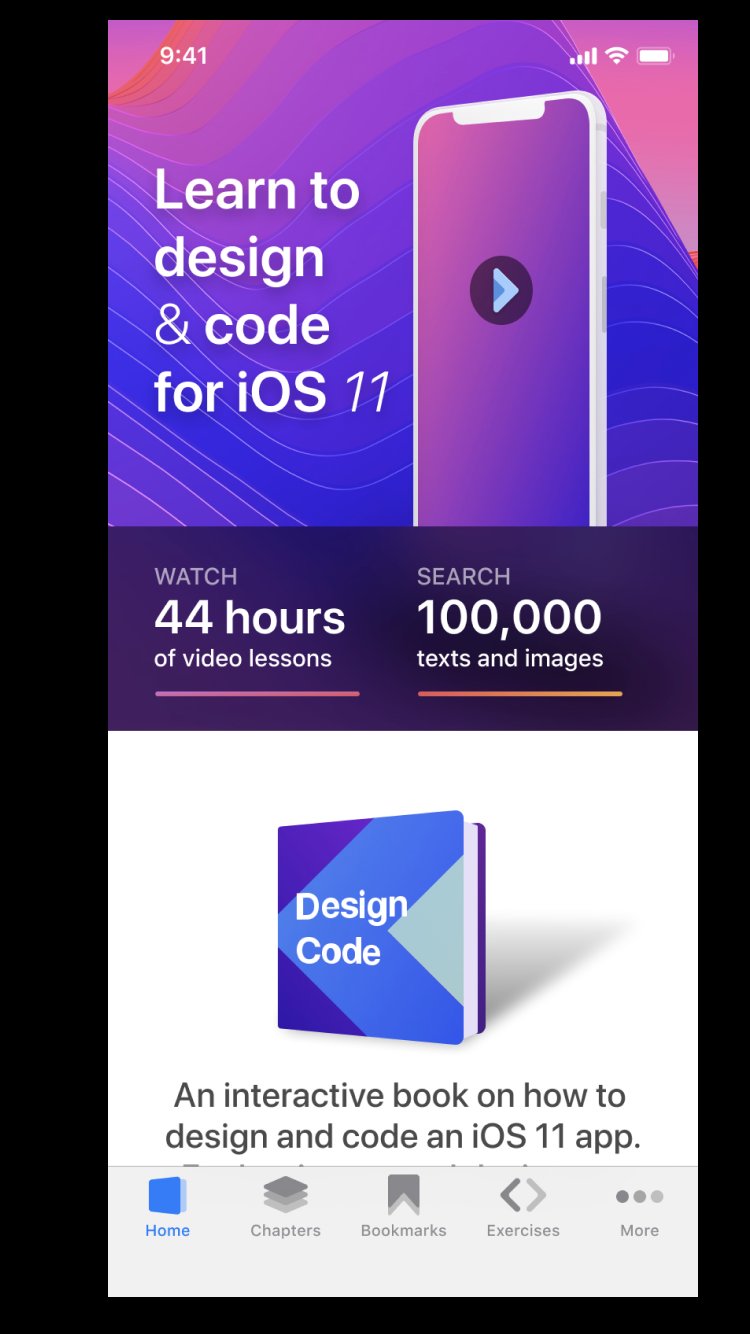 9:41
Learn to
design
& code
for iOS 11
WATCH
44 hours
of video lessons
SEARCH
100,000
texts and images
Design
Code
An interactive book on how to
design and code an iOS 11 app.
Home
Chapters
Bookmarks
Exercises
More